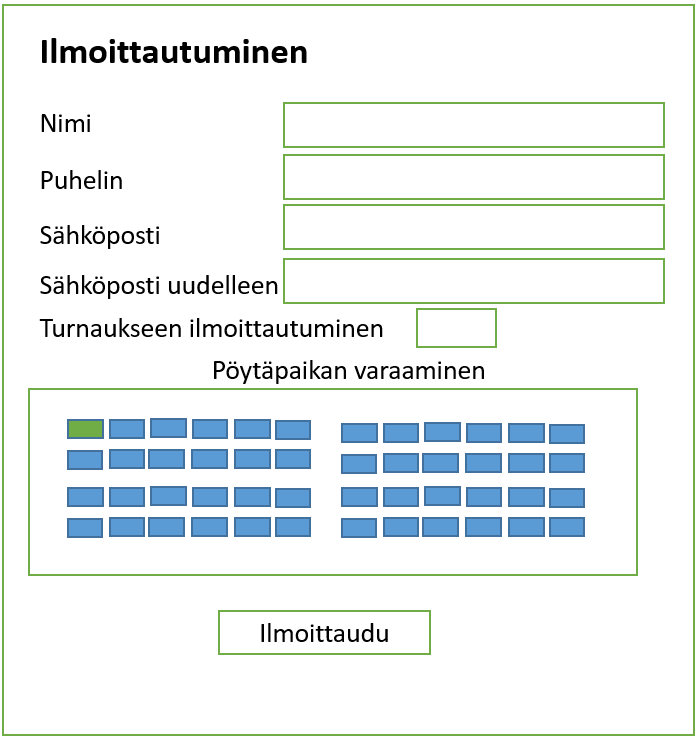 Ilmoittautuminen
Nimi
Puhelin
Sähköposti
Sähköposti uudelleen
Turnaukseen ilmoittautuminen
Pöytäpaikan varaaminen
Ilmoittaudu